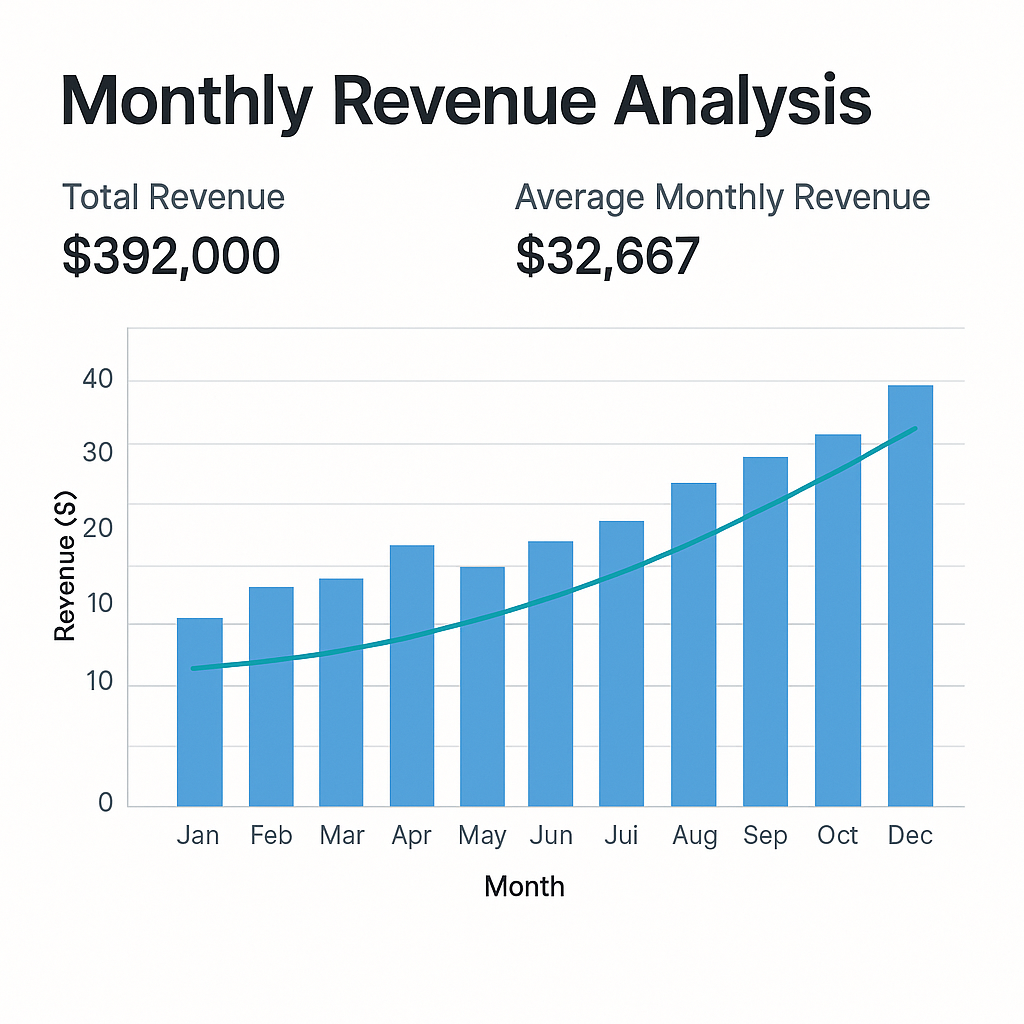 Monthly Revenue Analysis
Total Revenue
$392,000
Average Monthly Revenue
$32,667
Revenue ($)
40
30
20
10
10
0
Jan Feb Mar Apr May Jun Jui Aug Sep Oct Dec
Month